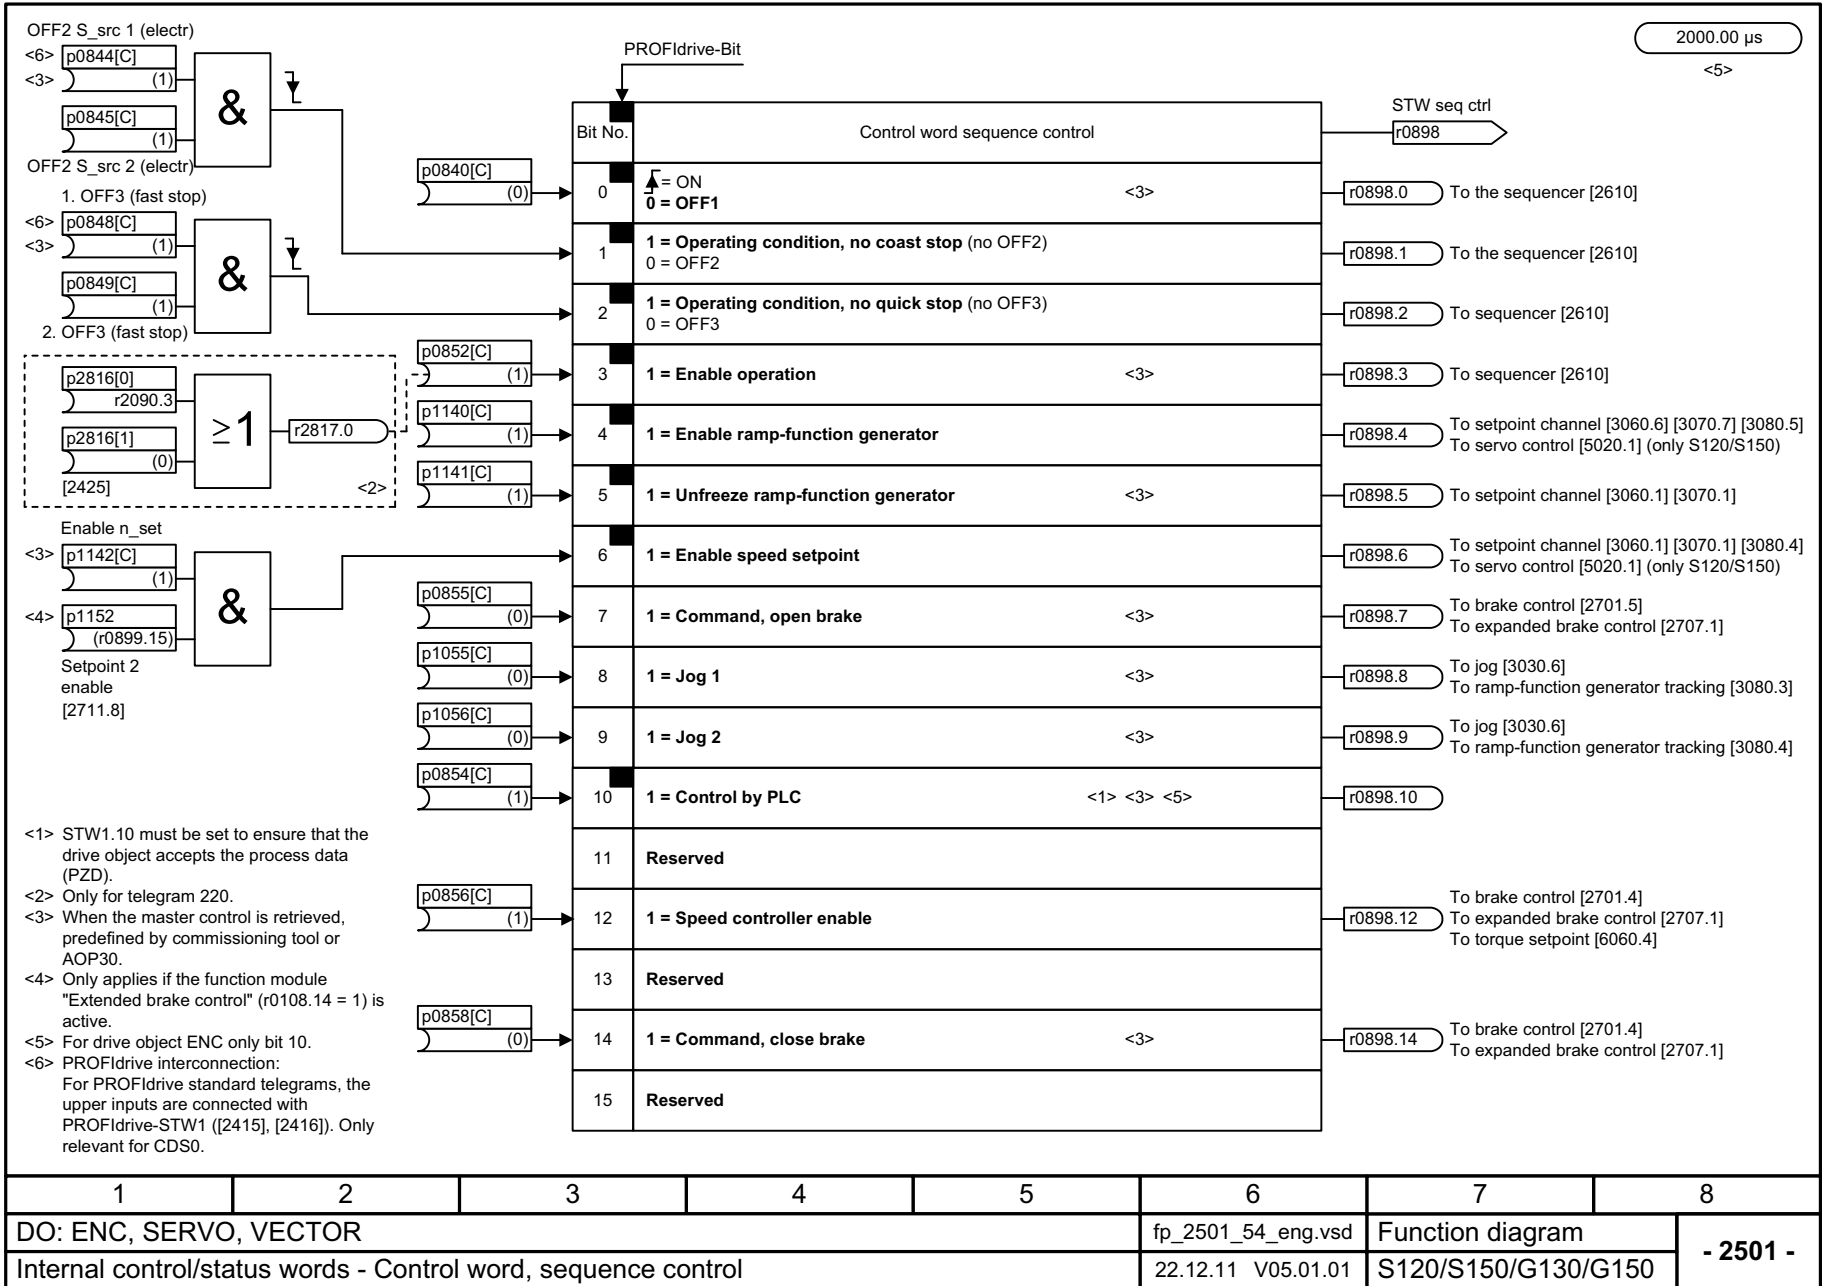 OFF2 S_src 1 (electr)
<6> p0844[C]
<3> (1)
&
p0845[C]
(1)
OFF2 S_src 2 (electr)
1. OFF3 (fast stop)
<6> p0848[C]
<3> (1)
&
p0849[C]
(1)
2. OFF3 (fast stop)
p2816[0]
r2090.3
≥1
r2817.0
p2816[1]
(0)
[2425]
<2>
Enable n_set
<3> p1142[C]
(1)
&
<4> p1152
(r0899.15)
Setpoint 2
enable
[2711.8]
<1> STW1.10 must be set to ensure that the
drive object accepts the process data
(PZD).
<2> Only for telegram 220.
<3> When the master control is retrieved,
predefined by commissioning tool or
AOP30.
<4> Only applies if the function module
"Extended brake control" (r0108.14 = 1) is
active.
<5> For drive object ENC only bit 10.
<6> PROFIdrive interconnection:
For PROFIdrive standard telegrams, the
upper inputs are connected with
PROFIdrive-STW1 ([2415], [2416]). Only
relevant for CDS0.
PROFIdrive-Bit
2000.00 µs
<5>
Bit No. Control word sequence control
STW seq ctrl
r0898
p0840[C]
(0)
0 = ON <3>
0 = OFF1
r0898.0 To the sequencer [2610]
1 1 = Operating condition, no coast stop (no OFF2)
0 = OFF2
r0898.1 To the sequencer [2610]
2 1 = Operating condition, no quick stop (no OFF3)
0 = OFF3
r0898.2 To sequencer [2610]
p0852[C]
(1)
3 1 = Enable operation <3>
r0898.3 To sequencer [2610]
p1140[C]
(1)
4 1 = Enable ramp-function generator
r0898.4 To setpoint channel [3060.6] [3070.7] [3080.5]
To servo control [5020.1] (only S120/S150)
p1141[C]
(1)
5 1 = Unfreeze ramp-function generator <3>
r0898.5 To setpoint channel [3060.1] [3070.1]
6 1 = Enable speed setpoint
r0898.6 To setpoint channel [3060.1] [3070.1] [3080.4]
To servo control [5020.1] (only S120/S150)
p0855[C]
(0)
7 1 = Command, open brake <3>
r0898.7 To brake control [2701.5]
To expanded brake control [2707.1]
p1055[C]
(0)
8 1 = Jog 1 <3>
r0898.8 To jog [3030.6]
To ramp-function generator tracking [3080.3]
p1056[C]
(0)
9 1 = Jog 2 <3>
r0898.9 To jog [3030.6]
To ramp-function generator tracking [3080.4]
p0854[C]
(1)
10 1 = Control by PLC <1> <3> <5>
r0898.10
11 Reserved
p0856[C]
(1)
12 1 = Speed controller enable
r0898.12 To brake control [2701.4]
To expanded brake control [2707.1]
To torque setpoint [6060.4]
13 Reserved
p0858[C]
(0)
14 1 = Command, close brake <3>
r0898.14 To brake control [2701.4]
To expanded brake control [2707.1]
15 Reserved
1 2 3 4 5 6 7 8
DO: ENC, SERVO, VECTOR fp_2501_54_eng.vsd Function diagram
- 2501 -
Internal control/status words - Control word, sequence control 22.12.11 V05.01.01 S120/S150/G130/G150